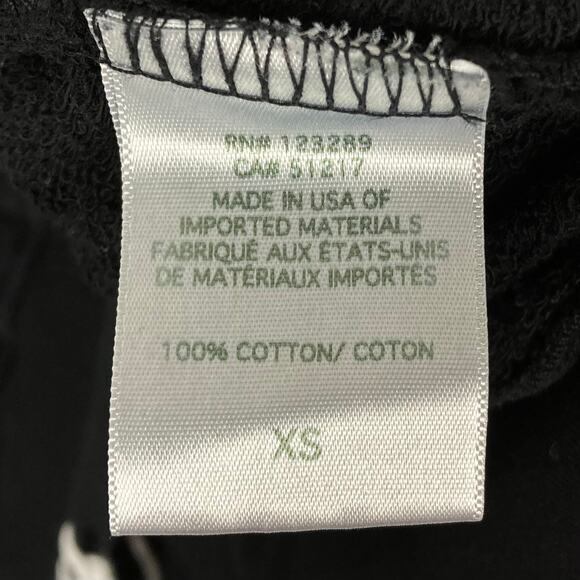 RN# 123289
CA# 51217
MADE IN USA OF
IMPORTED MATERIALS
FABRIQUÉ AUX ÉTATS-UNIS
DE MATÉRIAUX IMPORTÉS
100% COTTON/ COTON
XS